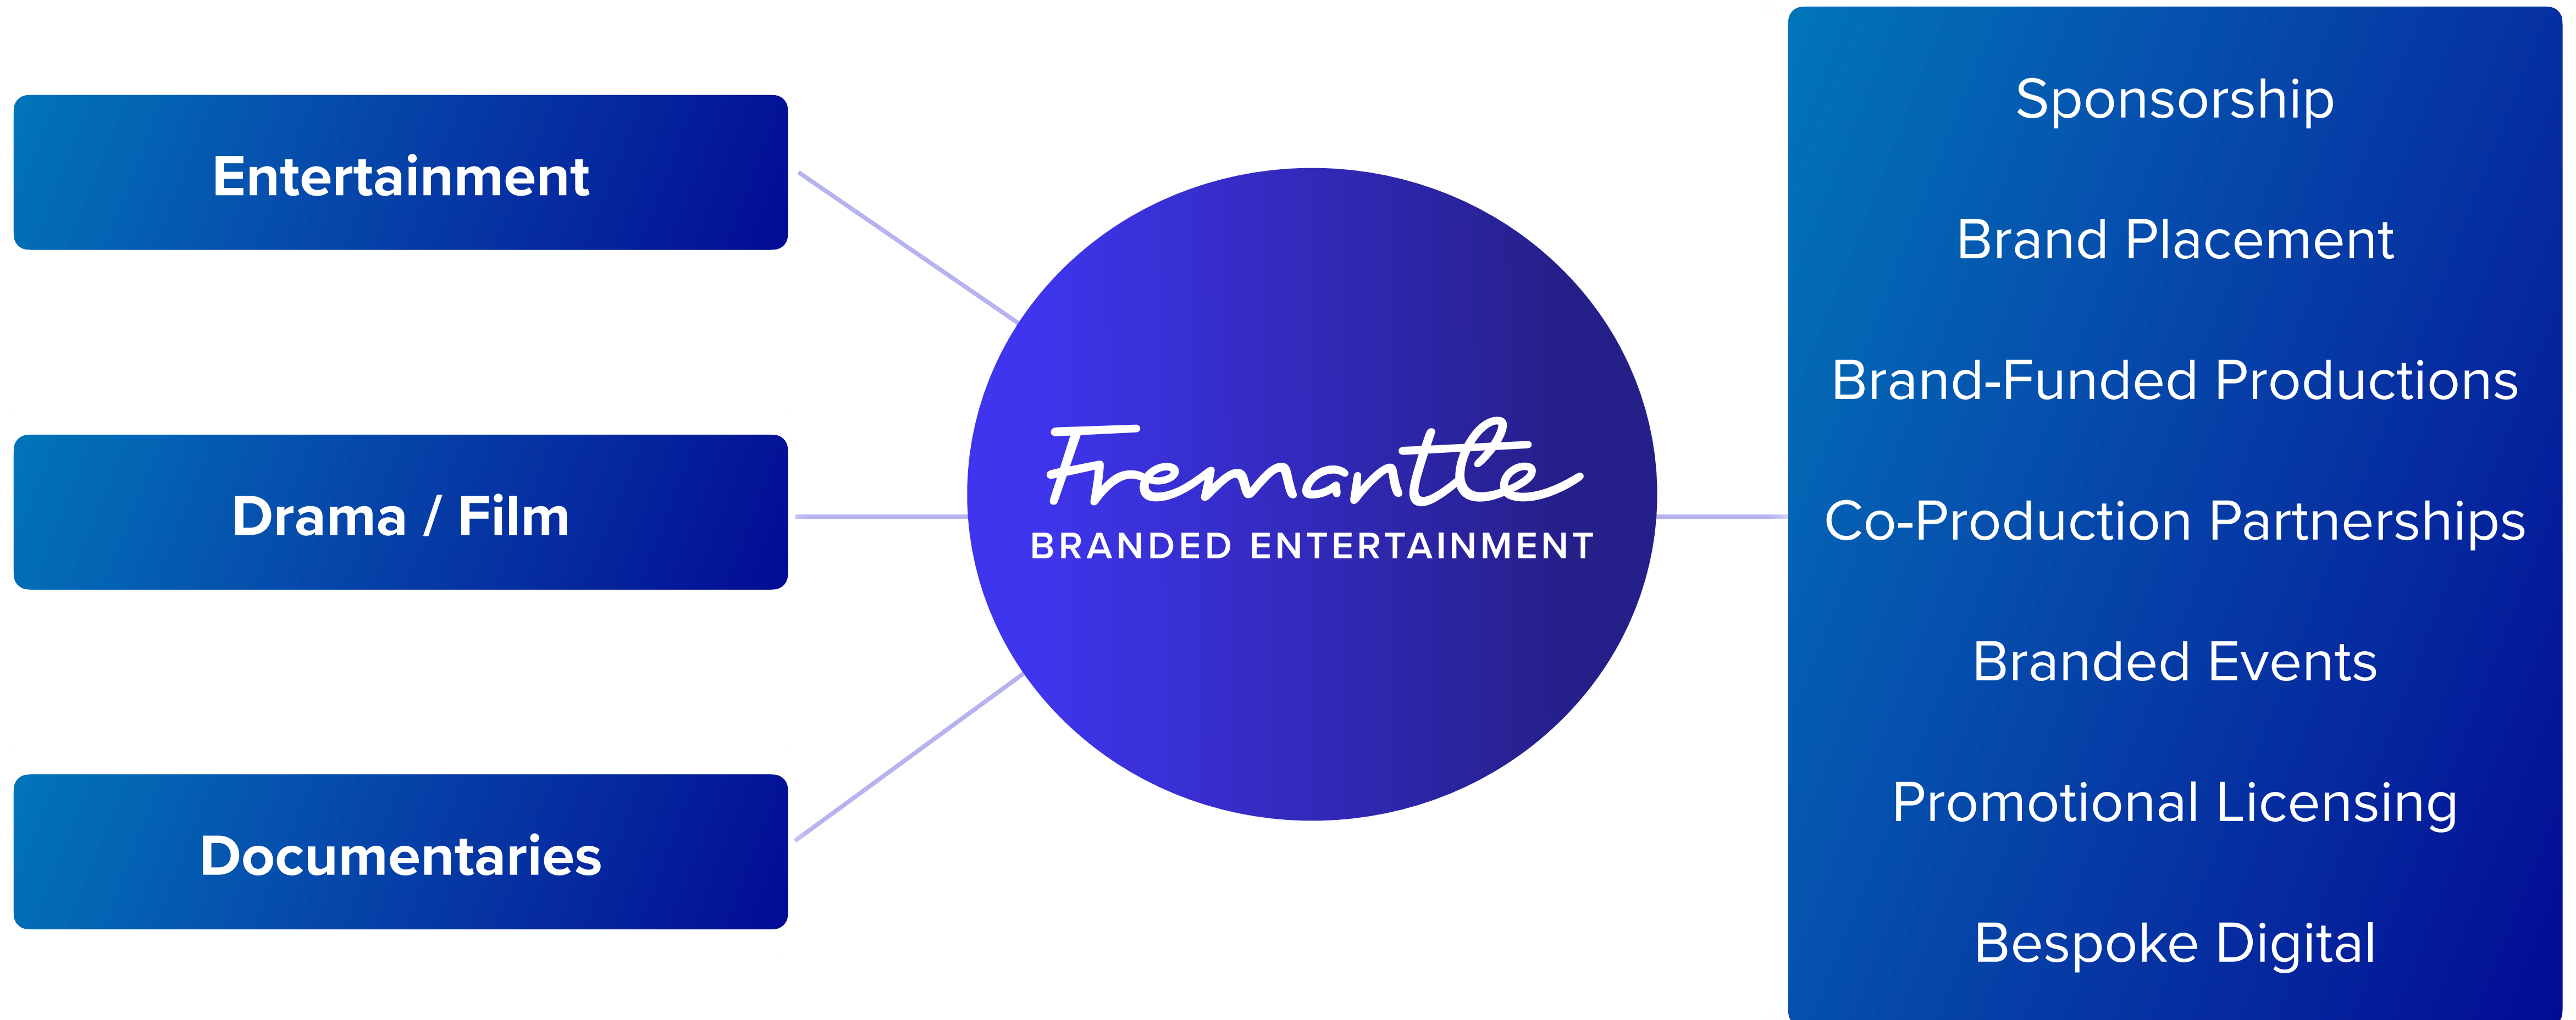 Entertainment
Drama / Film
Documentaries
Fremantle
BRANDED ENTERTAINMENT
Sponsorship
Brand Placement
Brand-Funded Productions
Co-Production Partnerships
Branded Events
Promotional Licensing
Bespoke Digital